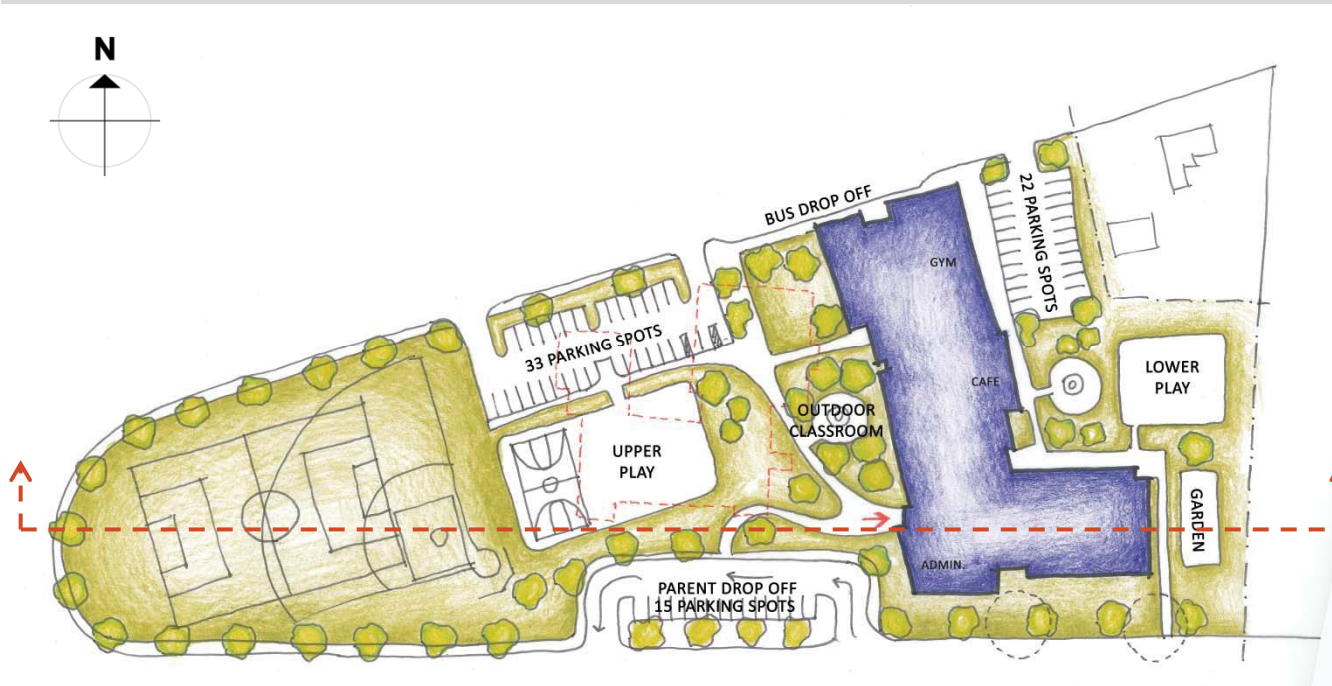 N
BUS DROP OFF
22 PARKING SPOTS
GYM
33 PARKING SPOTS
CAFE
LOWER
PLAY
OUTDOOR
CLASSROOM
UPPER
PLAY
GARDEN
ADMIN.
PARENT DROP OFF
15 PARKING SPOTS